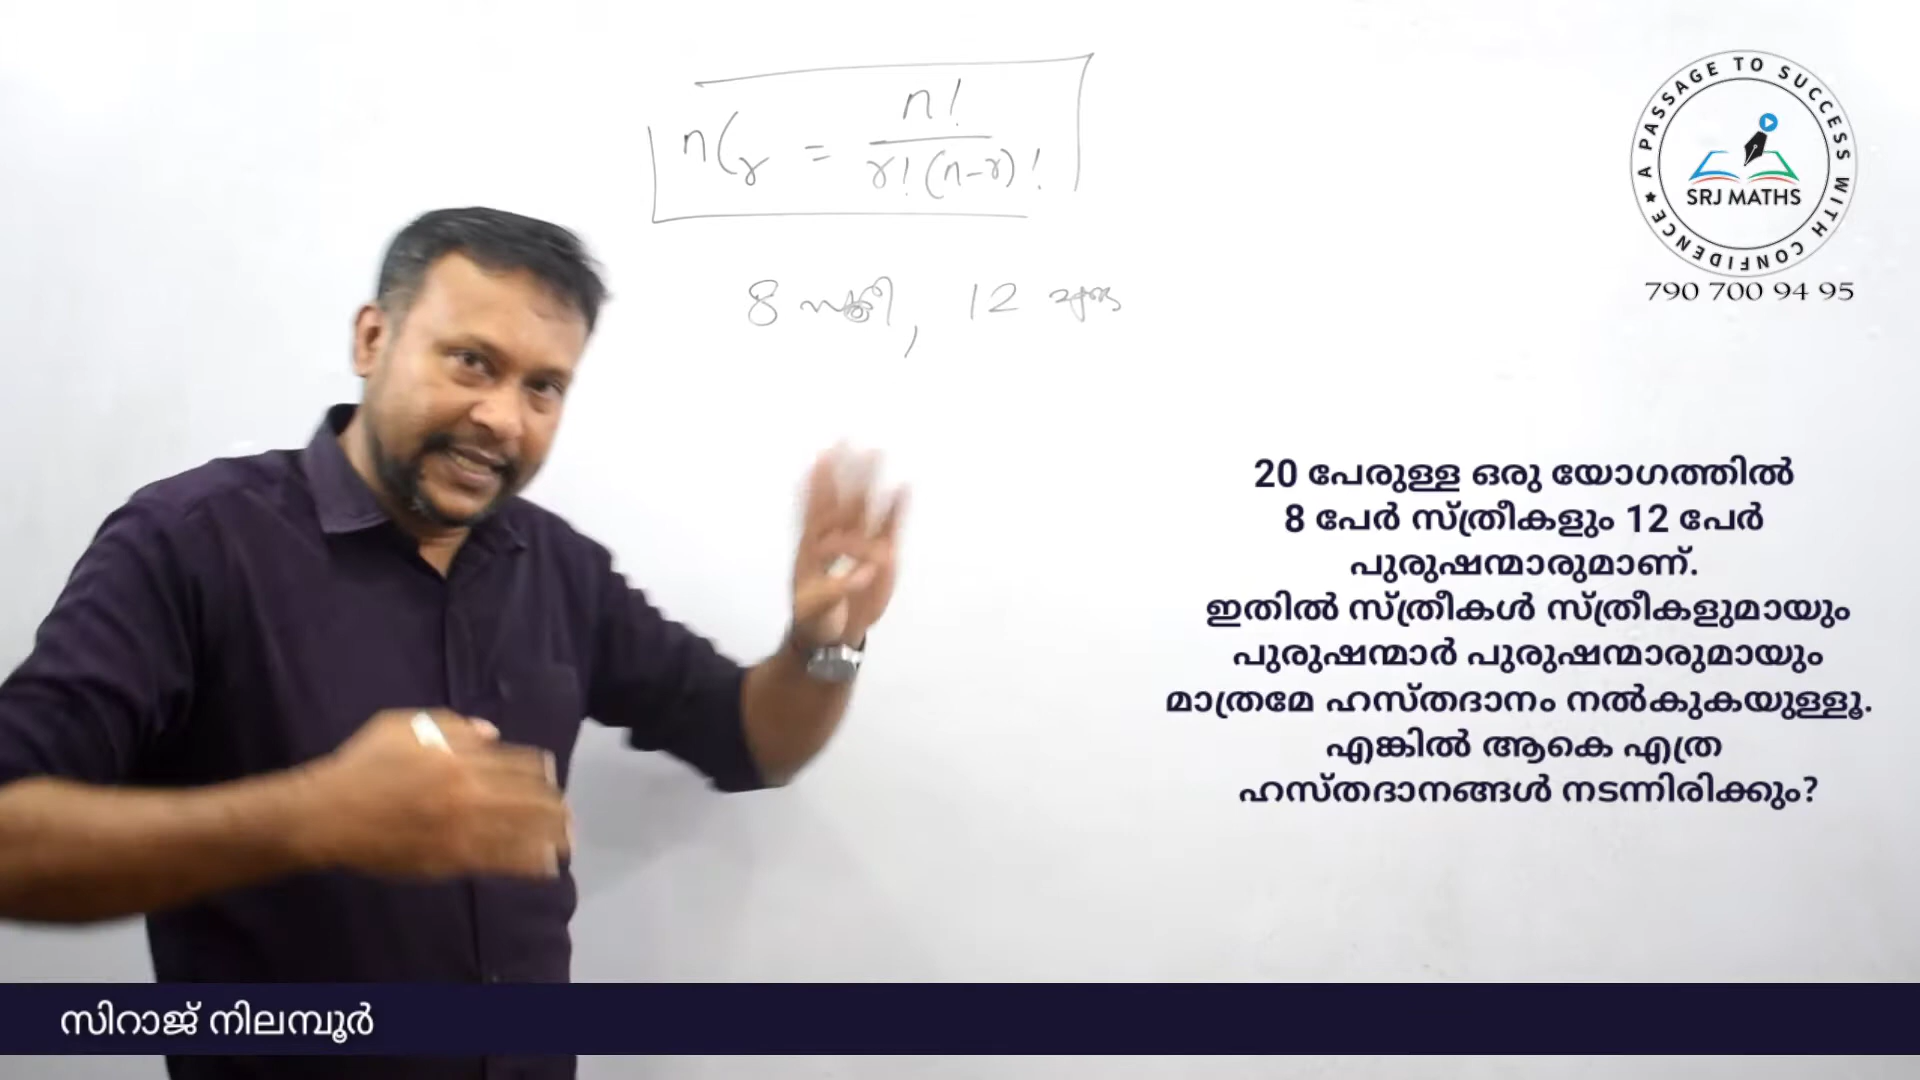 nCr = n! / r!(n-r)!
8 സ്ത്രീ, 12
A PASSAGE TO SUCCESS WITH CONFIDENCE
SRJ MATHS
790 700 94 95
20 പേരുള്ള ഒരു യോഗത്തിൽ
8 പേർ സ്ത്രീകളും 12 പേർ
പുരുഷന്മാരുമാണ്.
ഇതിൽ സ്ത്രീകൾ സ്ത്രീകളുമായും
പുരുഷന്മാർ പുരുഷന്മാരുമായും
മാത്രമേ ഹസ്തദാനം നൽകുകയുള്ളൂ.
എങ്കിൽ ആകെ എത്ര
ഹസ്തദാനങ്ങൾ നടന്നിരിക്കും?
സിറാജ് നിലമ്പൂർ